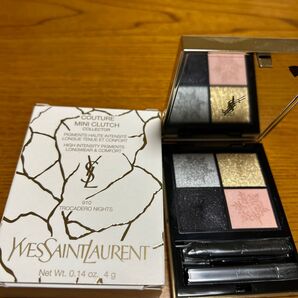 COUTURE
MINI CLUTCH
COLLECTOR
PIGMENTS HAUTE INTENSITÉ
LONGUE TENUE ET CONFORT
HIGH INTENSITY PIGMENTS
LONGWEAR & COMFORT
YSL
910
TROCADERO NIGHTS
YVESSAINTLAURENT
Net Wt. 0.14 oz. 4 g
YSL